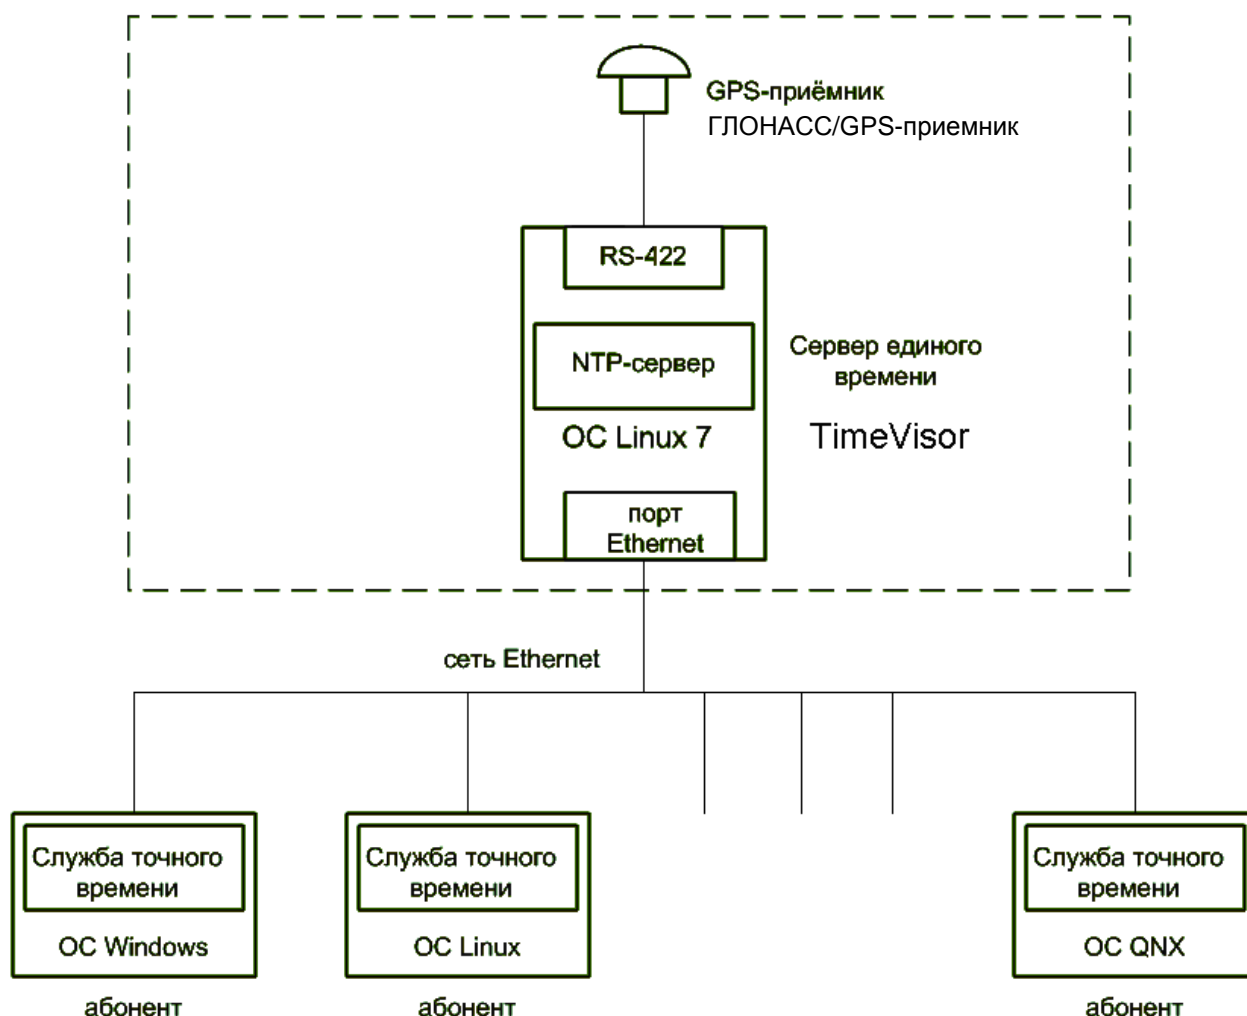 GPS-приёмник
ГЛОНАСС/GPS-приемник
RS-422
NTP-сервер
Сервер единого
времени
ОС Linux 7
TimeVisor
порт
Ethernet
сеть Ethernet
Служба точного
времени
ОС Windows
абонент
Служба точного
времени
ОС Linux
абонент
Служба точного
времени
ОС QNX
абонент